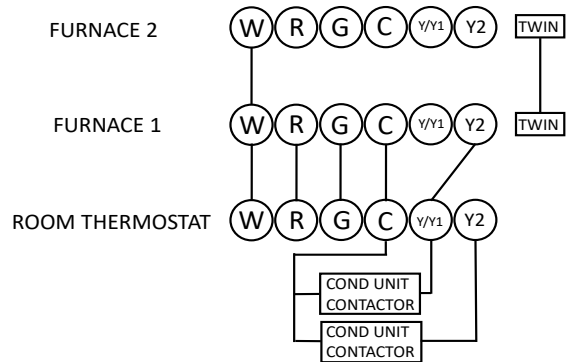 FURNACE 2 W R G C Y/Y1 Y2 TWIN
FURNACE 1 W R G C Y/Y1 Y2 TWIN
ROOM THERMOSTAT W R G C Y/Y1 Y2
COND UNIT
CONTACTOR
COND UNIT
CONTACTOR